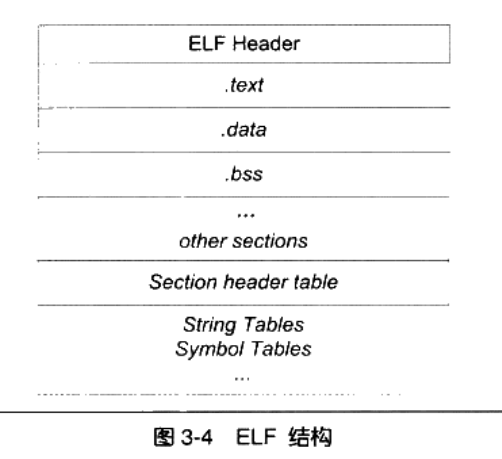 ELF Header
.text
.data
.bss
...
other sections
Section header table
String Tables
Symbol Tables
...
图 3-4 ELF 结构